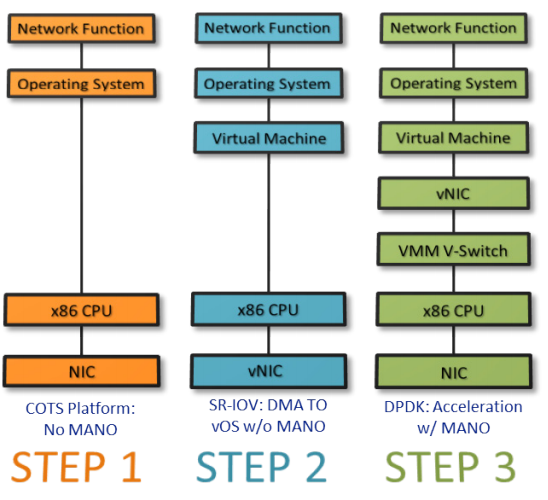 Network Function
Operating System
x86 CPU
NIC
COTS Platform:
No MANO
STEP 1
Network Function
Operating System
Virtual Machine
x86 CPU
vNIC
SR-IOV: DMA TO
vOS w/o MANO
STEP 2
Network Function
Operating System
Virtual Machine
vNIC
VMM V-Switch
x86 CPU
NIC
DPDK: Acceleration
w/ MANO
STEP 3